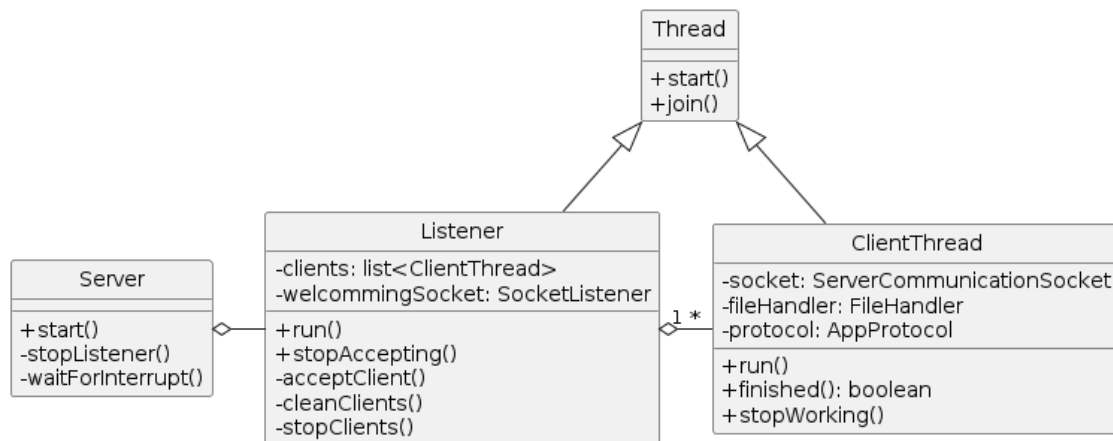 Thread
+start()
+join()
Listener
-clients: list<ClientThread>
-welcommingSocket: SocketListener
+run()
+stopAccepting()
-acceptClient()
-cleanClients()
-stopClients()
ClientThread
-socket: ServerCommunicationSocket
-fileHandler: FileHandler
-protocol: AppProtocol
+run()
+finished(): boolean
+stopWorking()
Server
+start()
-stopListener()
-waitForInterrupt()
1 *